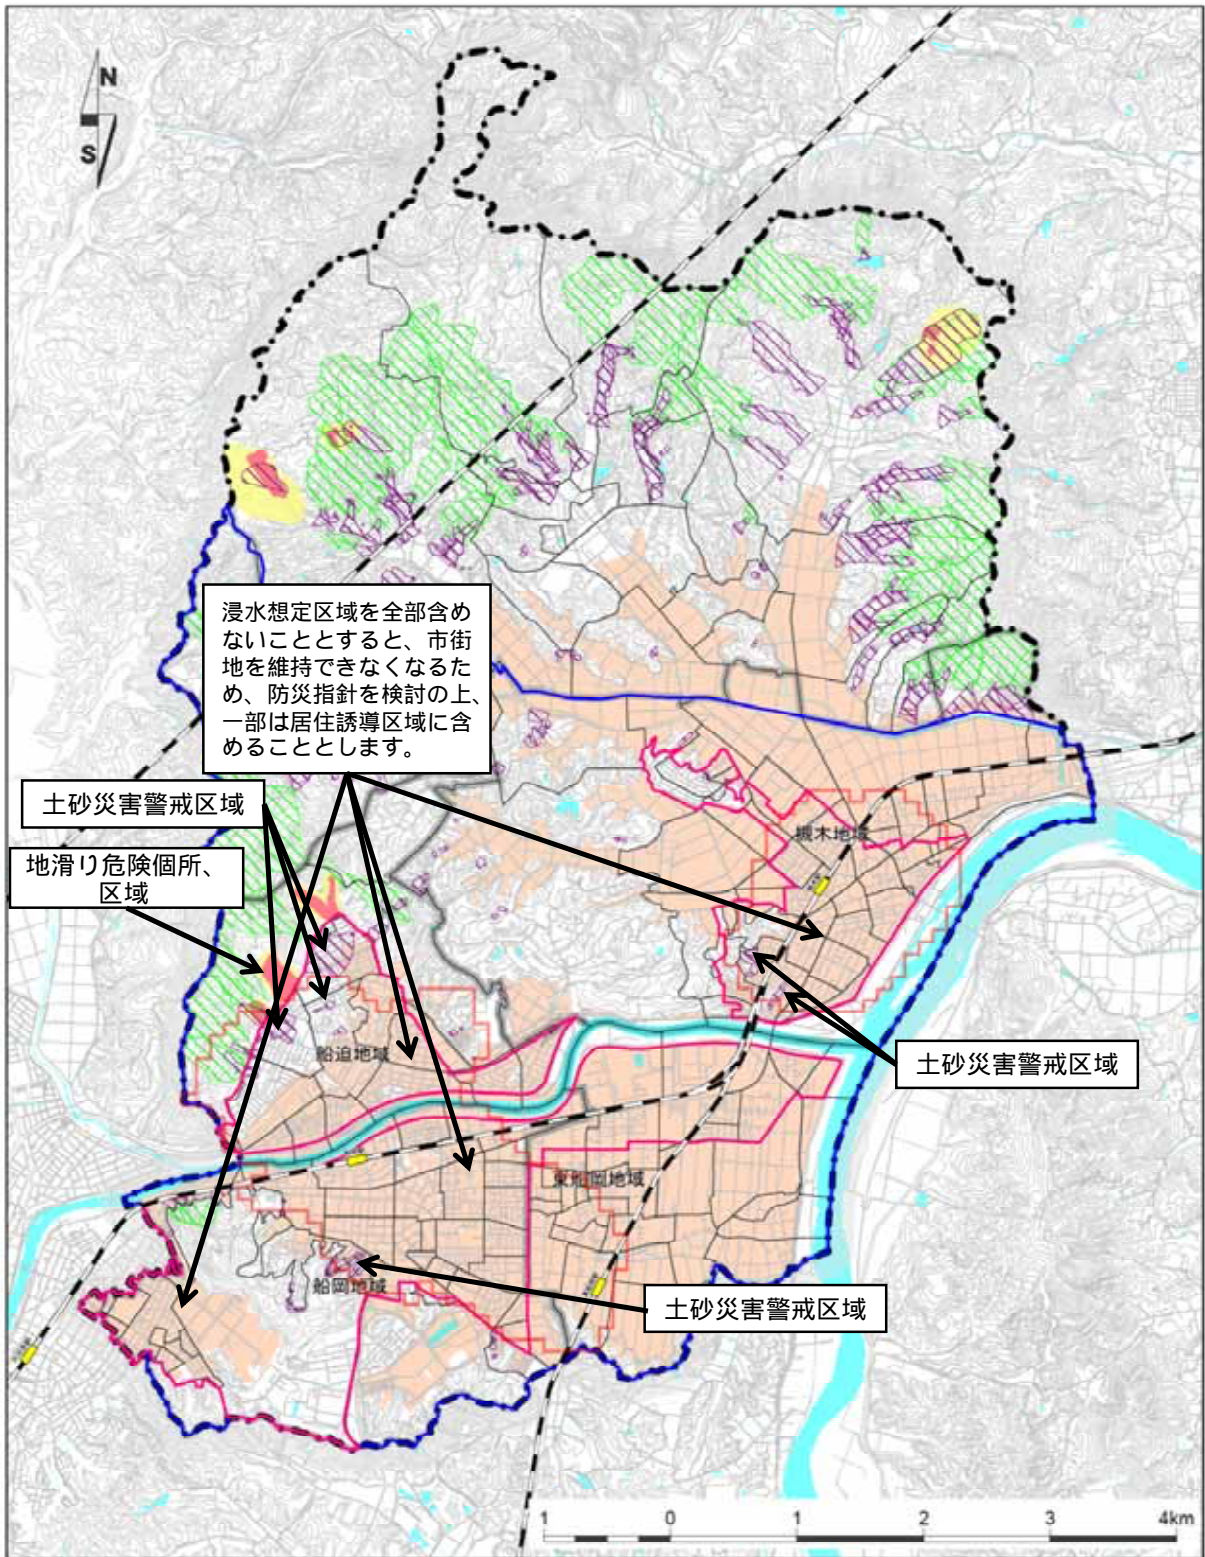 N
S
浸水想定区域を全部含め
ないこととすると、市街
地を維持できなくなるた
め、防災指針を検討の上、
一部は居住誘導区域に含
めることとします。
土砂災害警戒区域
地滑り危険個所、
区域
槻木地域
船迫地域
土砂災害警戒区域
東船岡地域
船岡地域
土砂災害警戒区域
1
0
1
2
3
4km